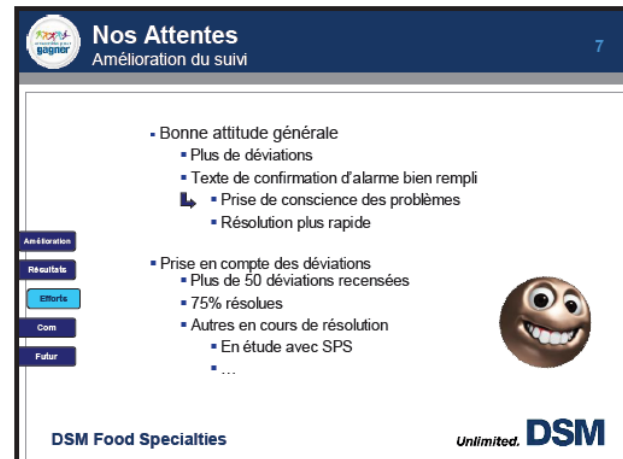 gagner
Nos Attentes
Amélioration du suivi
7
Bonne attitude générale
Plus de déviations
Texte de confirmation d'alarme bien rempli
Prise de conscience des problèmes
Résolution plus rapide
Amélioration
Résultats
Efforts
Com
Futur
Prise en compte des déviations
Plus de 50 déviations recensées
75% résolues
Autres en cours de résolution
En étude avec SPS
...
DSM Food Specialties
Unlimited. DSM